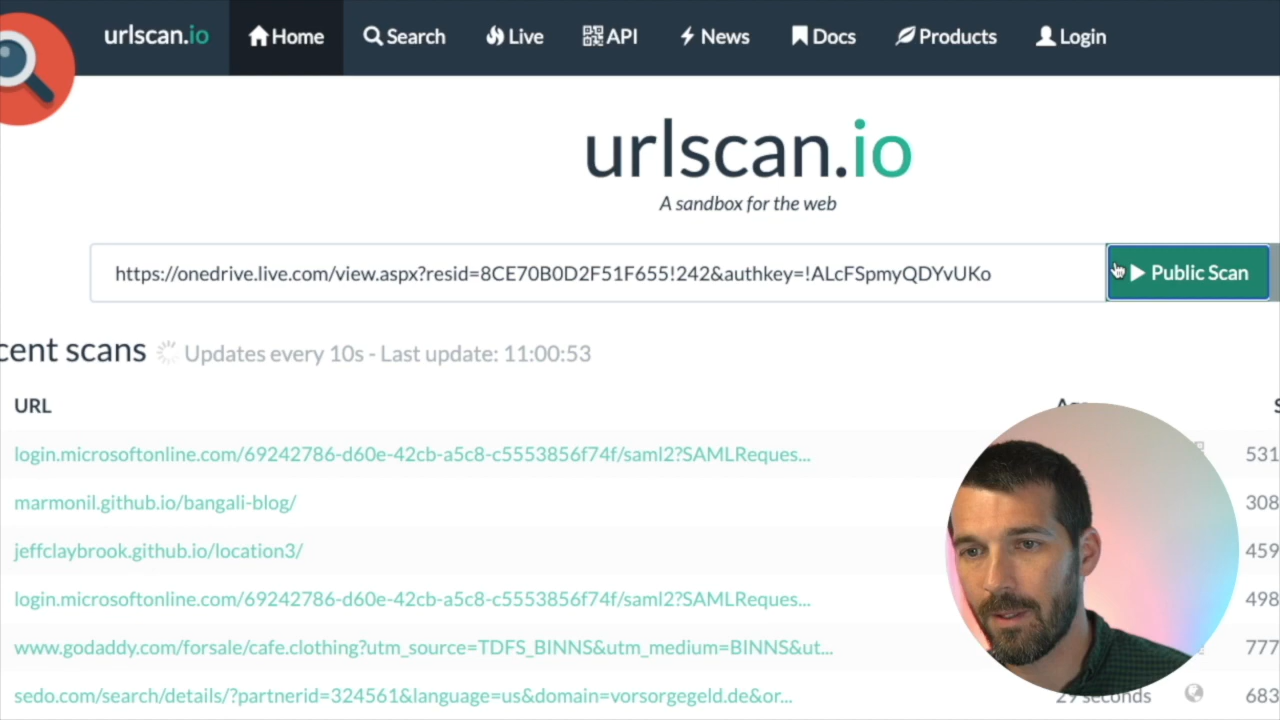 urlscan.io Home Search Live API News Docs Products Login
urlscan.io
A sandbox for the web
https://onedrive.live.com/view.aspx?resid=8CE70B0D2F51F655!242&authkey=!ALcFSpmyQDYvUKo Public Scan
cent scans Updates every 10s - Last update: 11:00:53
URL
login.microsoftonline.com/69242786-d60e-42cb-a5c8-c5553856f74f/saml2?SAMLReques... 531
marmonil.github.io/bangali-blog/ 308
jeffclaybrook.github.io/location3/ 459
login.microsoftonline.com/69242786-d60e-42cb-a5c8-c5553856f74f/saml2?SAMLReques... 498
www.godaddy.com/forsale/cafe.clothing?utm_source=TDFS_BINNS&utm_medium=BINNS&ut... 777
sedo.com/search/details/?partnerid=324561&language=us&domain=vorsorgegeld.de&or... 29 seconds 683